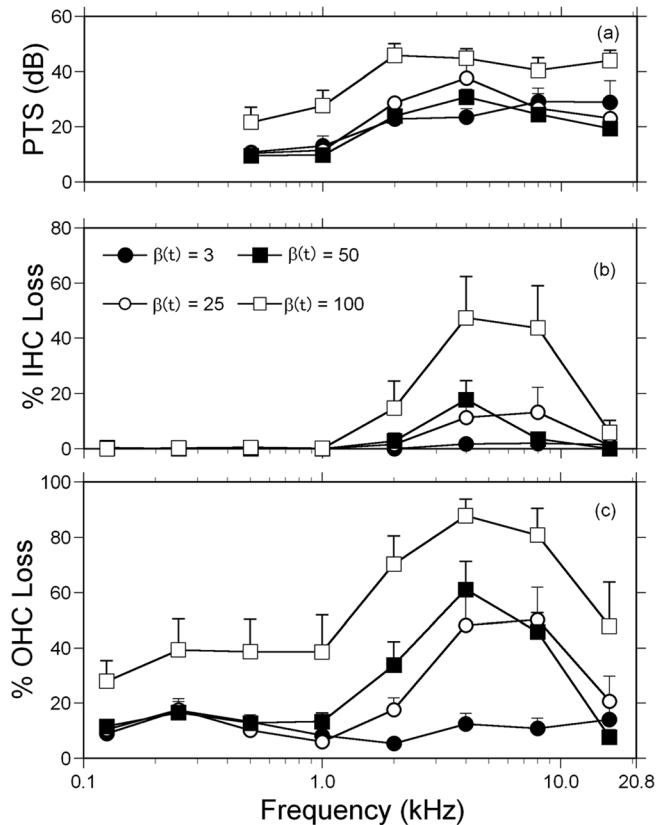 60
40
20
0
PTS (dB)
(a)
80
60
40
20
0
% IHC Loss
β(t) = 3
β(t) = 50
β(t) = 25
β(t) = 100
(b)
100
80
60
40
20
0
% OHC Loss
(c)
0.1 1.0 10.0 20.8
Frequency (kHz)